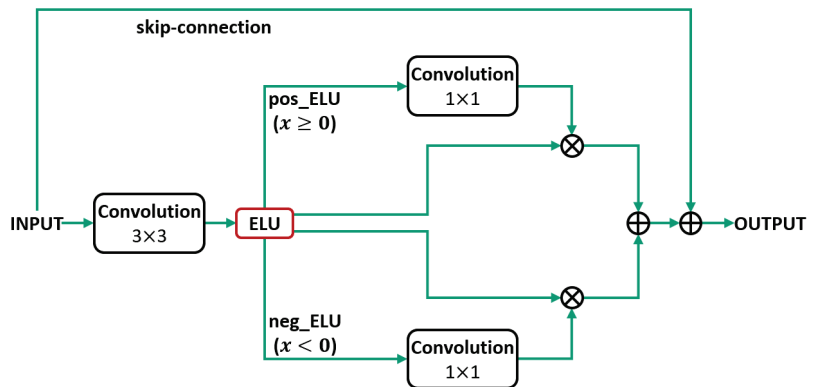 skip-connection
Convolution
1×1
pos_ELU
(x ≥ 0)
INPUT
Convolution
3×3
ELU
OUTPUT
neg_ELU
(x < 0)
Convolution
1×1